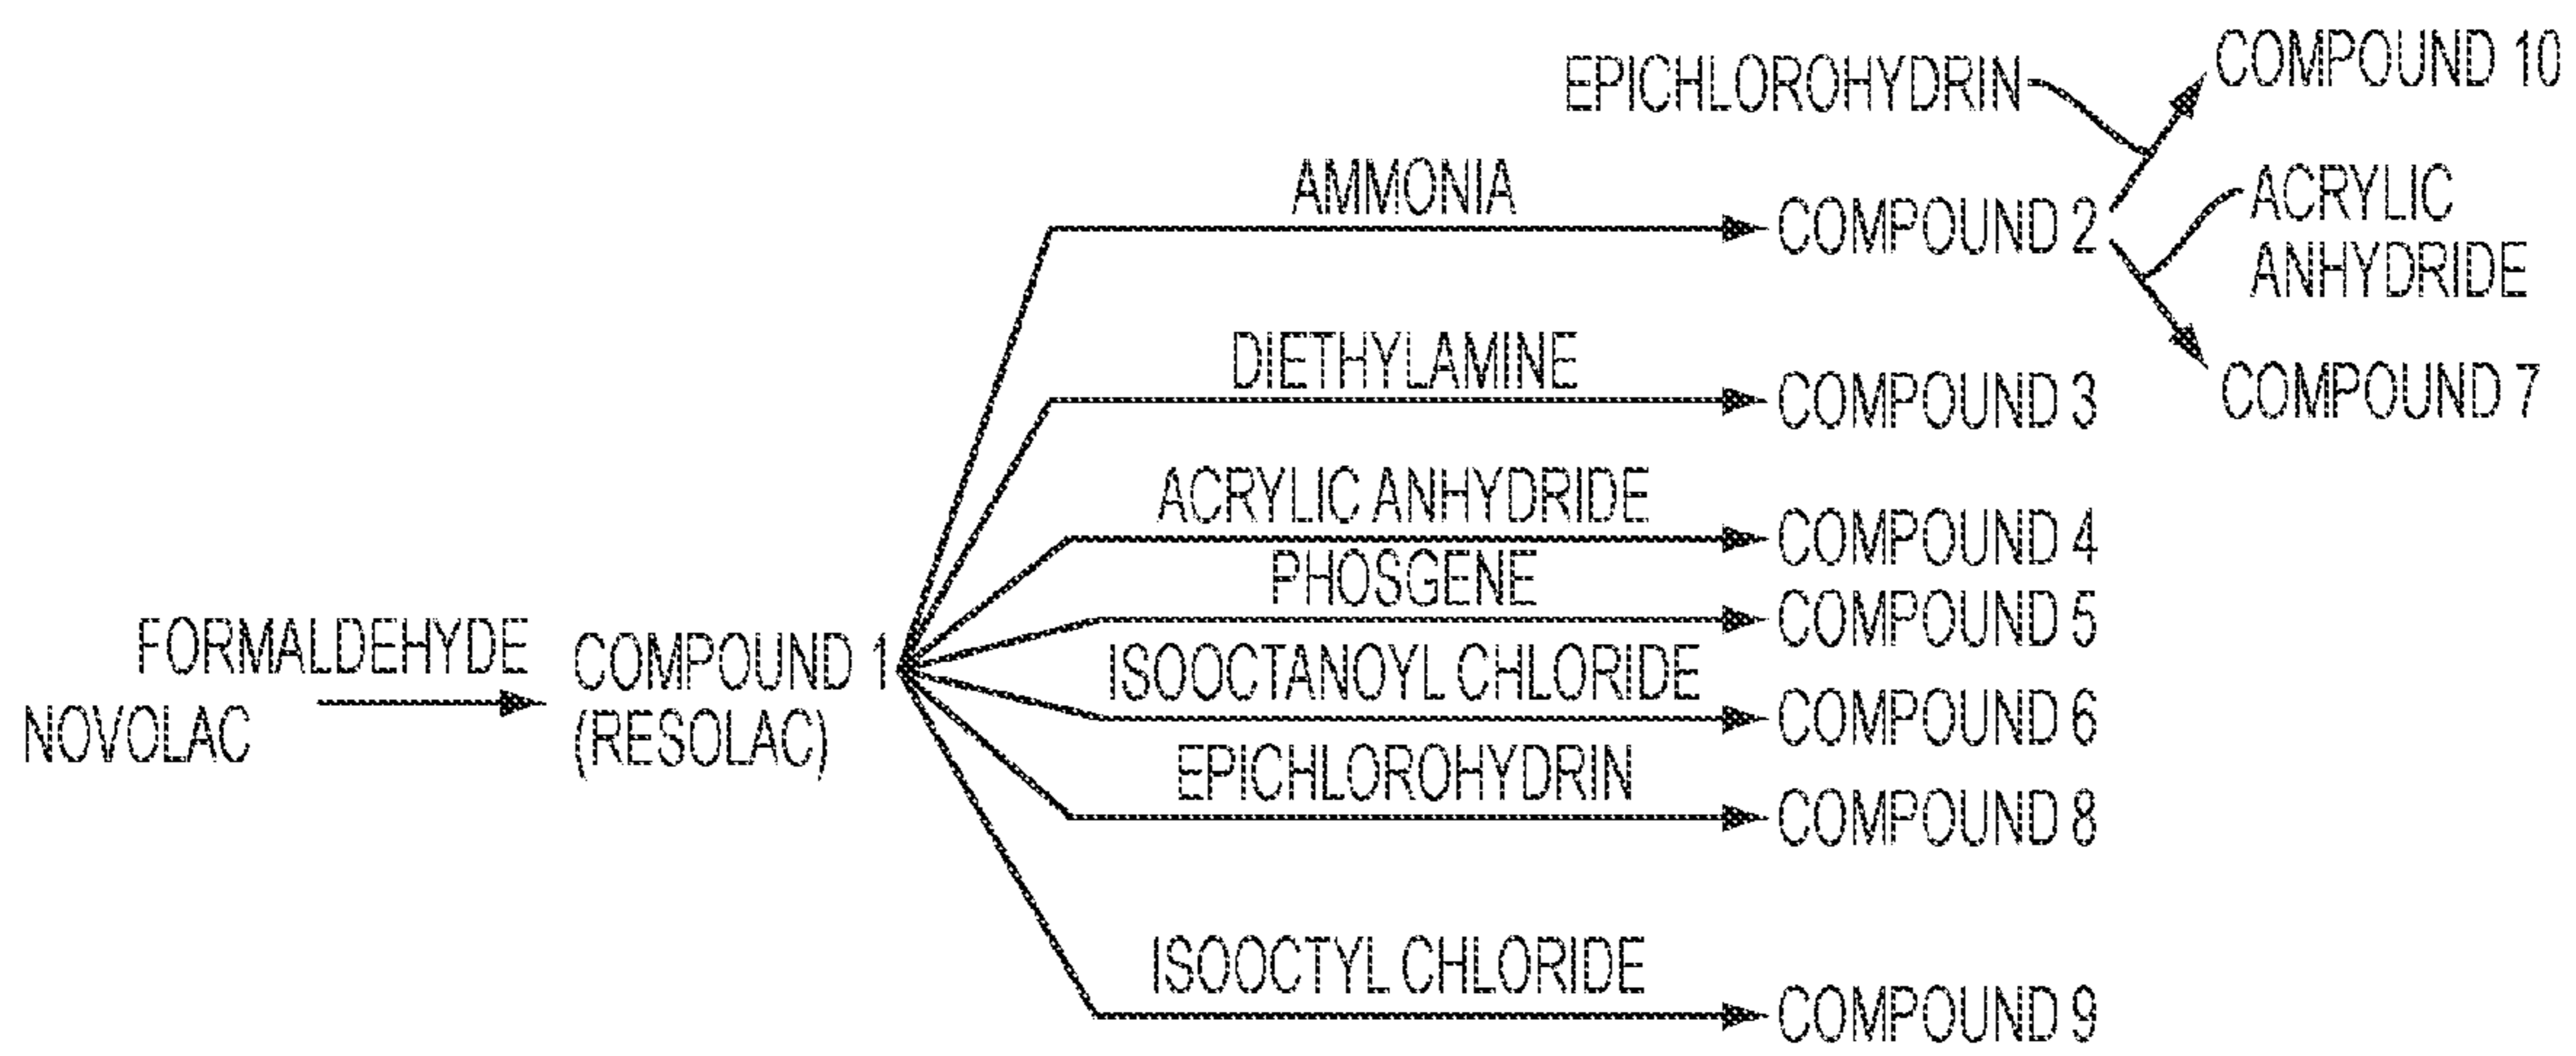 EPICHLOROHYDRIN
COMPOUND 10
AMMONIA
COMPOUND 2
ACRYLIC
ANHYDRIDE
DIETHYLAMINE
COMPOUND 3
COMPOUND 7
ACRYLIC ANHYDRIDE
COMPOUND 4
PHOSGENE
COMPOUND 5
FORMALDEHYDE
NOVOLAC
COMPOUND 1
(RESOLAC)
ISOOCTANOYL CHLORIDE
COMPOUND 6
EPICHLOROHYDRIN
COMPOUND 8
ISOOCTYL CHLORIDE
COMPOUND 9